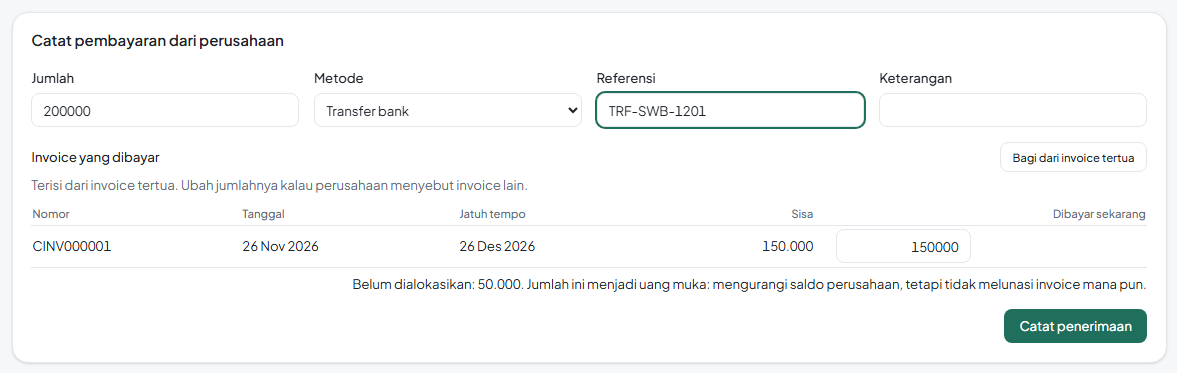 Catat pembayaran dari perusahaan
Jumlah Metode Referensi Keterangan
200000 Transfer bank TRF-SWB-1201
Invoice yang dibayar Bagi dari invoice tertua
Terisi dari invoice tertua. Ubah jumlahnya kalau perusahaan menyebut invoice lain.
Nomor Tanggal Jatuh tempo Sisa Dibayar sekarang
CINV000001 26 Nov 2026 26 Des 2026 150.000 150000
Belum dialokasikan: 50.000. Jumlah ini menjadi uang muka: mengurangi saldo perusahaan, tetapi tidak melunasi invoice mana pun.
Catat penerimaan